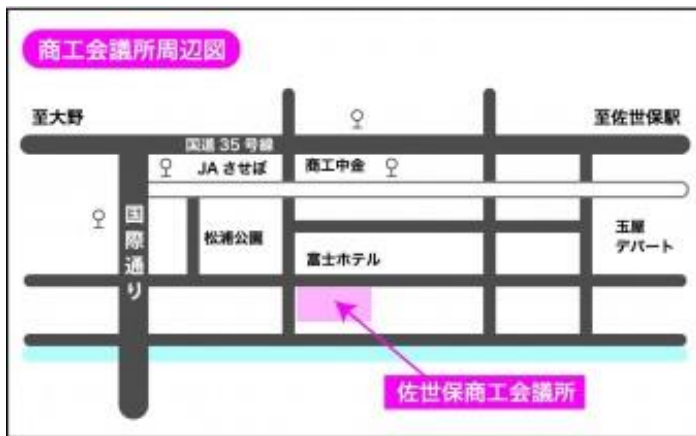 商工会議所周辺図
至大野
至佐世保駅
国道35号線
JAさせぼ
商工中金
国際通り
松浦公園
玉屋
デパート
富士ホテル
佐世保商工会議所